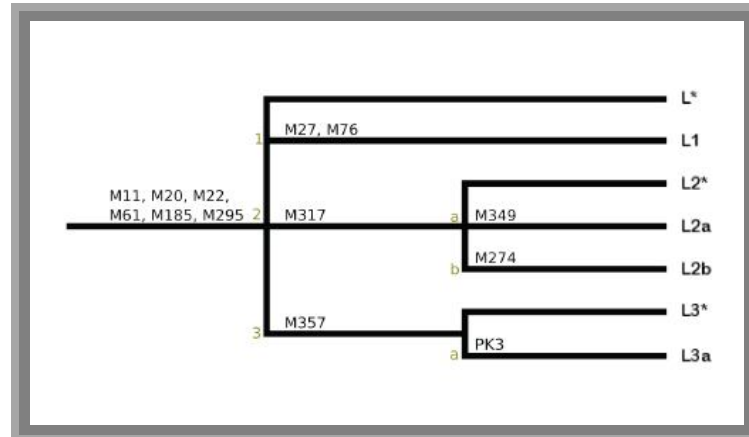 L*
1 M27, M76 L1
L2*
M11, M20, M22,
M61, M185, M295 2 M317 a M349 L2a
b M274 L2b
L3*
3 M357
a PK3 L3a